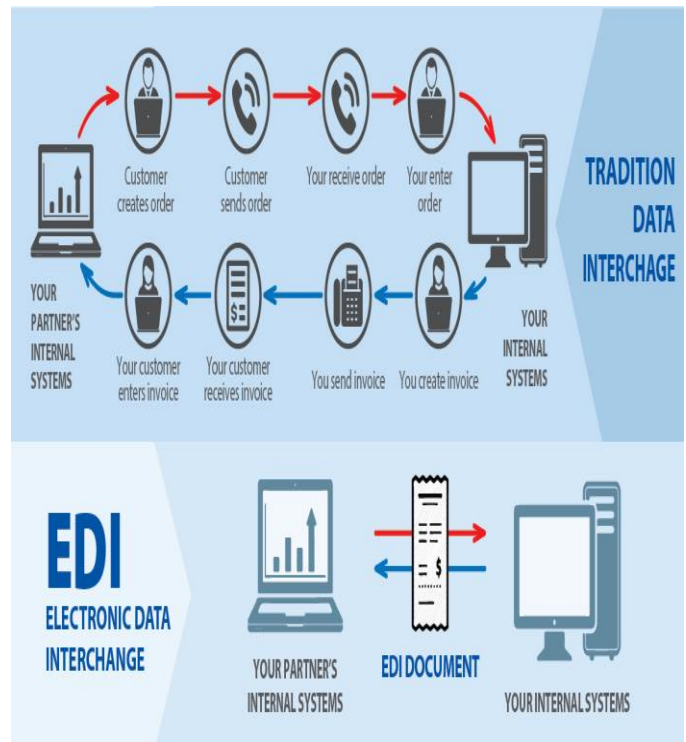 Customer
creates order
Customer
sends order
Your receive order
Your enter
order
TRADITION
DATA
INTERCHAGE
YOUR
PARTNER'S
INTERNAL
SYSTEMS
$
Your customer
enters invoice
Your customer
receives invoice
You send invoice
You create invoice
YOUR
INTERNAL
SYSTEMS
EDI
ELECTRONIC DATA
INTERCHANGE
$
YOUR PARTNER'S
INTERNAL SYSTEMS
EDI DOCUMENT
YOUR INTERNAL SYSTEMS